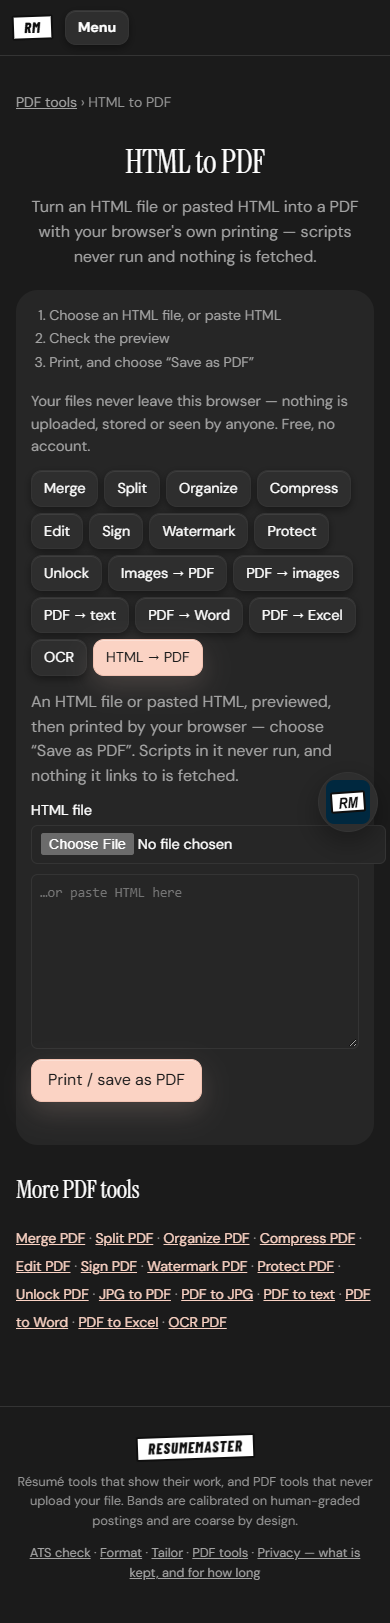 RM Menu
PDF tools › HTML to PDF
HTML to PDF
Turn an HTML file or pasted HTML into a PDF
with your browser's own printing — scripts
never run and nothing is fetched.
1. Choose an HTML file, or paste HTML
2. Check the preview
3. Print, and choose “Save as PDF”
Your files never leave this browser — nothing is
uploaded, stored or seen by anyone. Free, no
account.
Merge Split Organize Compress
Edit Sign Watermark Protect
Unlock Images → PDF PDF → images
PDF → text PDF → Word PDF → Excel
OCR HTML → PDF
An HTML file or pasted HTML, previewed,
then printed by your browser — choose
“Save as PDF”. Scripts in it never run, and
nothing it links to is fetched.
RM
HTML file
Choose File No file chosen
…or paste HTML here
Print / save as PDF
More PDF tools
Merge PDF · Split PDF · Organize PDF · Compress PDF ·
Edit PDF · Sign PDF · Watermark PDF · Protect PDF ·
Unlock PDF · JPG to PDF · PDF to JPG · PDF to text · PDF
to Word · PDF to Excel · OCR PDF
RESUMEMASTER
Résumé tools that show their work, and PDF tools that never
upload your file. Bands are calibrated on human-graded
postings and are coarse by design.
ATS check · Format · Tailor · PDF tools · Privacy — what is
kept, and for how long